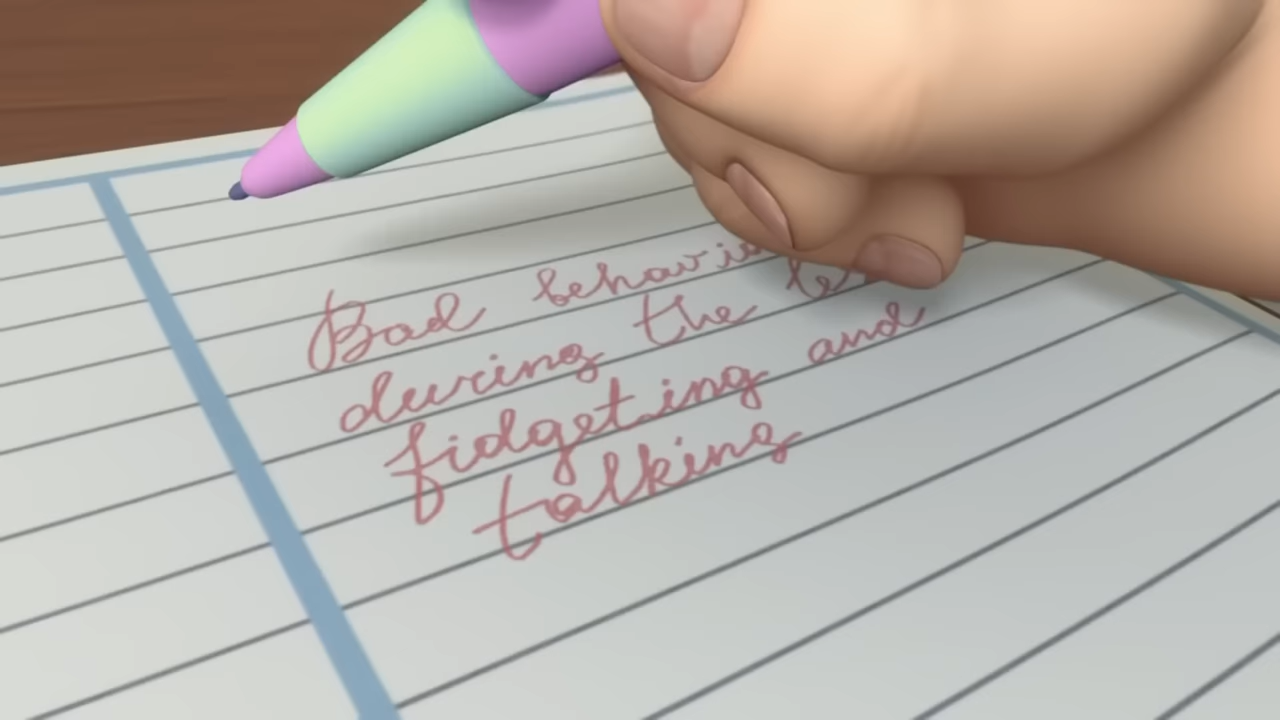 Bad
during the
fidgeting and
talking